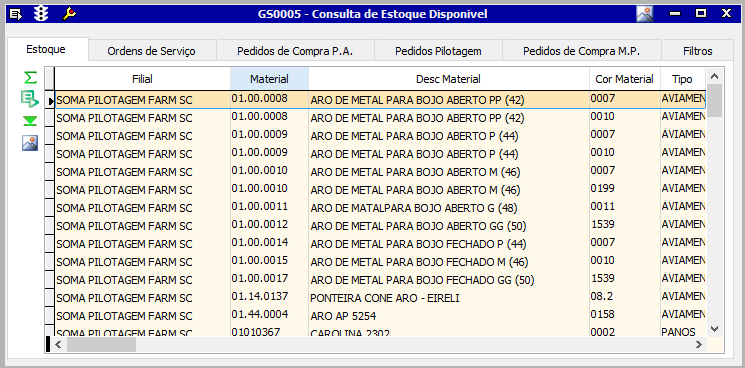 GS0005 - Consulta de Estoque Disponivel
Estoque Ordens de Serviço Pedidos de Compra P.A. Pedidos Pilotagem Pedidos de Compra M.P. Filtros
Filial Material Desc Material Cor Material Tipo
SOMA PILOTAGEM FARM SC 01.00.0008 ARO DE METAL PARA BOJO ABERTO PP (42) 0007 AVIAMEN
SOMA PILOTAGEM FARM SC 01.00.0008 ARO DE METAL PARA BOJO ABERTO PP (42) 0010 AVIAMEN
SOMA PILOTAGEM FARM SC 01.00.0009 ARO DE METAL PARA BOJO ABERTO P (44) 0007 AVIAMEN
SOMA PILOTAGEM FARM SC 01.00.0009 ARO DE METAL PARA BOJO ABERTO P (44) 0010 AVIAMEN
SOMA PILOTAGEM FARM SC 01.00.0010 ARO DE METAL PARA BOJO ABERTO M (46) 0007 AVIAMEN
SOMA PILOTAGEM FARM SC 01.00.0010 ARO DE METAL PARA BOJO ABERTO M (46) 0199 AVIAMEN
SOMA PILOTAGEM FARM SC 01.00.0011 ARO DE MATALPARA BOJO ABERTO G (48) 0011 AVIAMEN
SOMA PILOTAGEM FARM SC 01.00.0012 ARO DE METAL PARA BOJO ABERTO GG (50) 1539 AVIAMEN
SOMA PILOTAGEM FARM SC 01.00.0014 ARO DE METAL PARA BOJO FECHADO P (44) 0007 AVIAMEN
SOMA PILOTAGEM FARM SC 01.00.0015 ARO DE METAL PARA BOJO FECHADO M (46) 0010 AVIAMEN
SOMA PILOTAGEM FARM SC 01.00.0017 ARO DE METAL PARA BOJO FECHADO GG (50) 1539 AVIAMEN
SOMA PILOTAGEM FARM SC 01.14.0137 PONTEIRA CONE ARO - EIRELI 08.2 AVIAMEN
SOMA PILOTAGEM FARM SC 01.44.0004 ARO AP 5254 0158 AVIAMEN
SOMA PILOTAGEM FARM SC 01010367 CAROLINA 2302 0002 PANOS